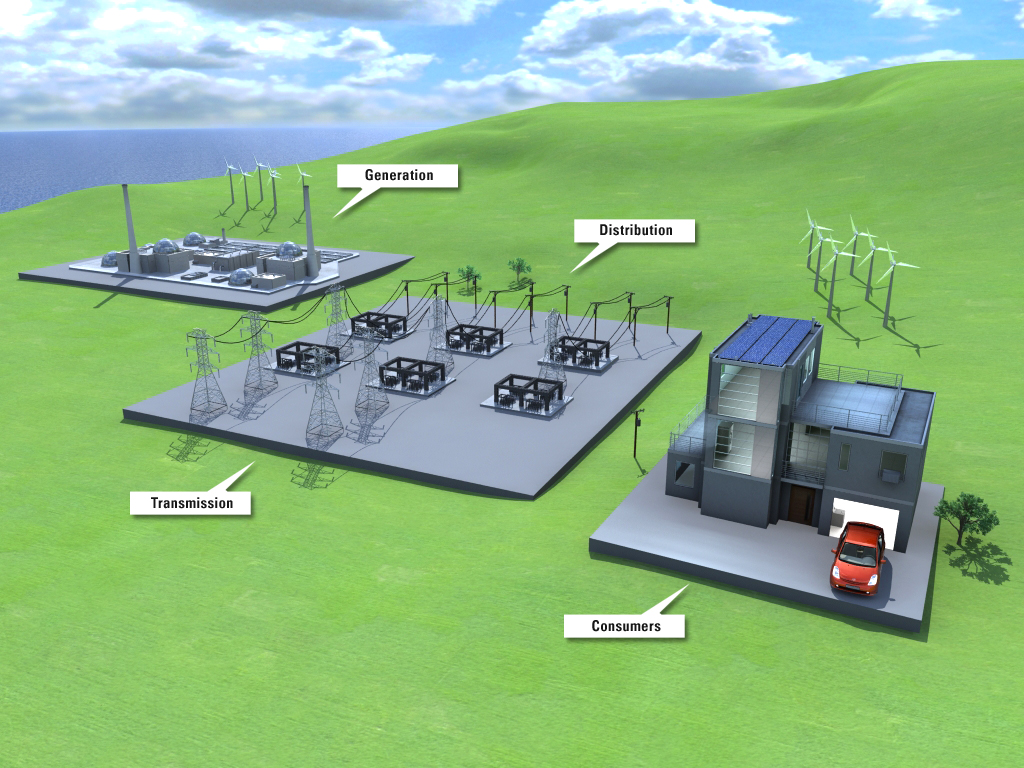 Generation
Distribution
Transmission
Consumers